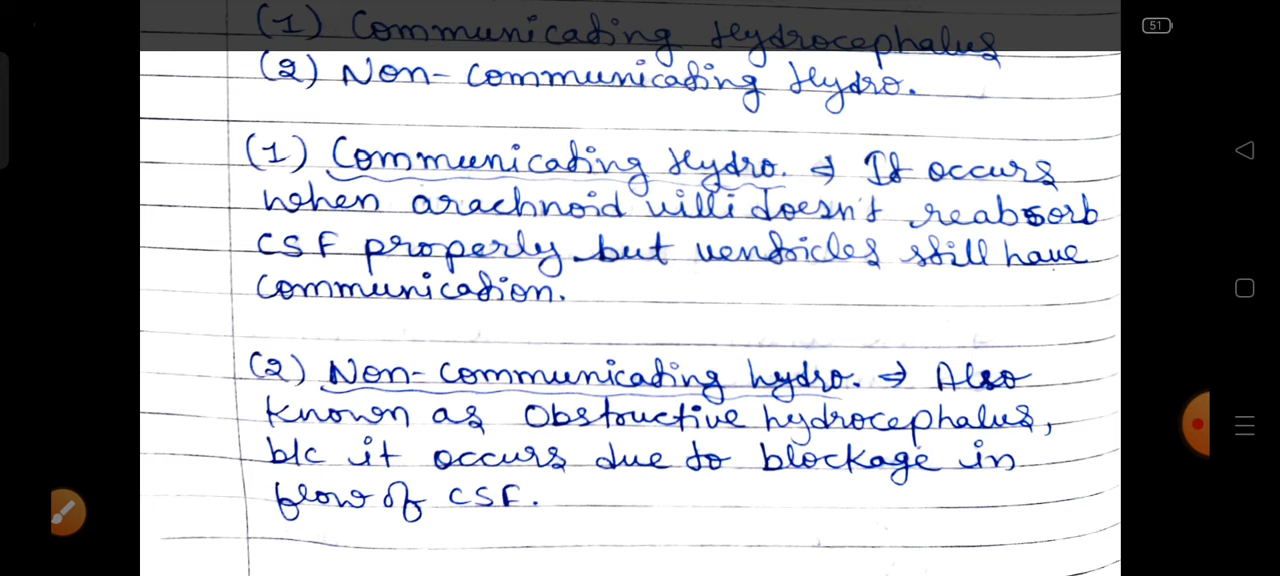 (1) Communicating Hydrocephalus
(2) Non-communicating Hydro.
(1) Communicating Hydro. → It occurs
when arachnoid villi doesn't reabsorb
CSF properly but ventricles still have
communication.
(2) Non-communicating hydro. → Also
known as Obstructive hydrocephalus,
b/c it occurs due to blockage in
flow of CSF.
51